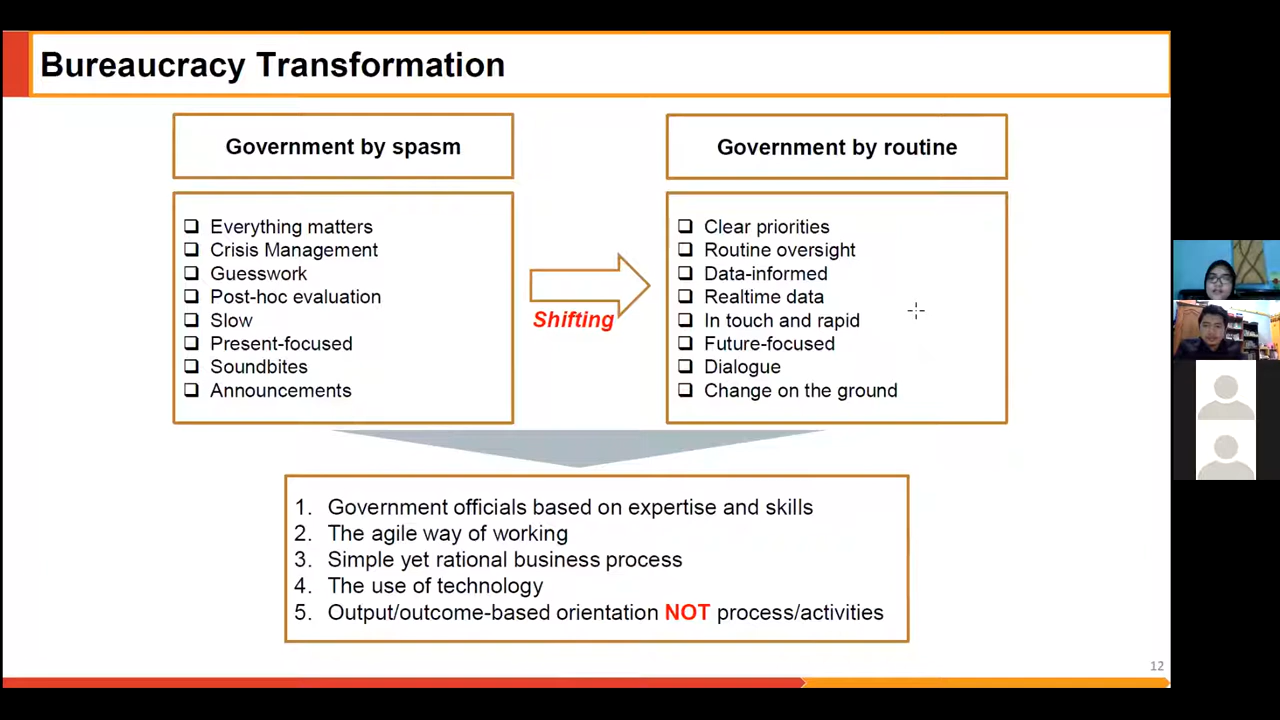 Bureaucracy Transformation
Government by spasm
Everything matters
Crisis Management
Guesswork
Post-hoc evaluation
Slow
Present-focused
Soundbites
Announcements
Shifting
Government by routine
Clear priorities
Routine oversight
Data-informed
Realtime data
In touch and rapid
Future-focused
Dialogue
Change on the ground
1. Government officials based on expertise and skills
2. The agile way of working
3. Simple yet rational business process
4. The use of technology
5. Output/outcome-based orientation NOT process/activities
12